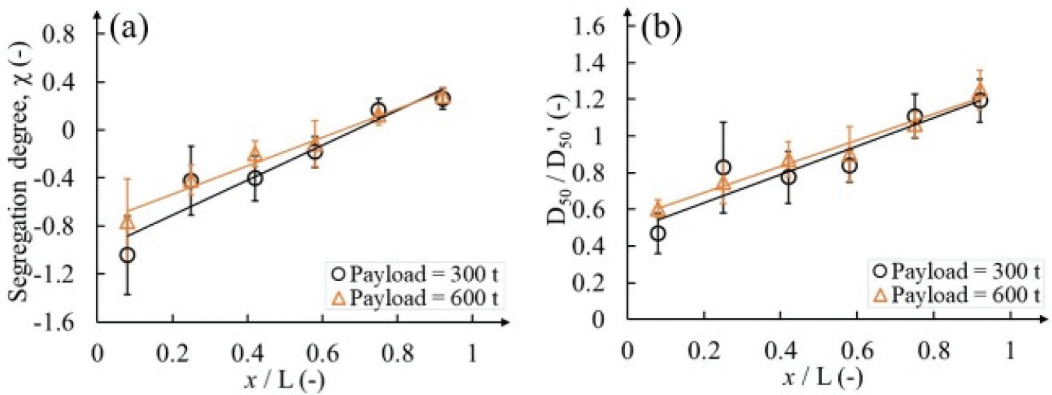 (a)
Segregation degree, χ (-)
0.8
0.4
0
-0.4
-0.8
-1.2
-1.6
Payload = 300 t
Payload = 600 t
0 0.2 0.4 0.6 0.8 1
x / L (-)
(b)
D50 / D50' (-)
1.6
1.4
1.2
1
0.8
0.6
0.4
0.2
0
Payload = 300 t
Payload = 600 t
0 0.2 0.4 0.6 0.8 1
x / L (-)